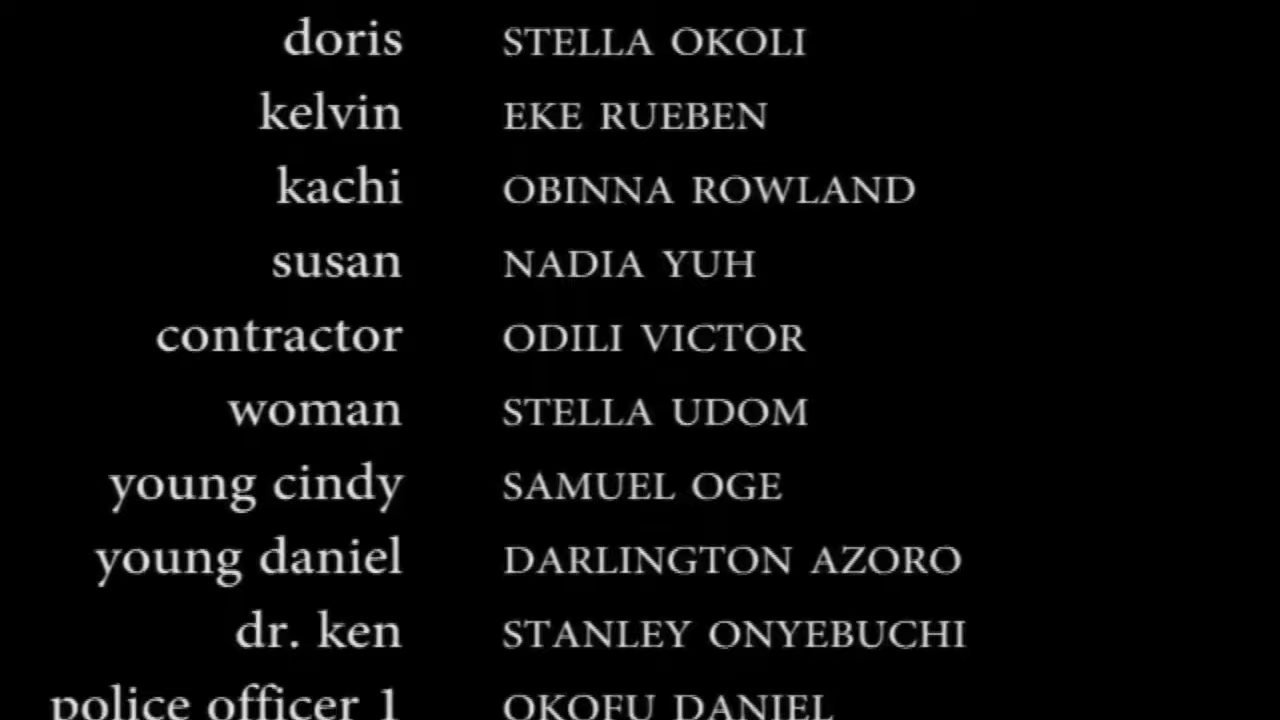 doris STELLA OKOLI
kelvin EKE RUEBEN
kachi OBINNA ROWLAND
susan NADIA YUH
contractor ODILI VICTOR
woman STELLA UDOM
young cindy SAMUEL OGE
young daniel DARLINGTON AZORO
dr. ken STANLEY ONYEBUCHI
police officer 1 OKOFU DANIEL